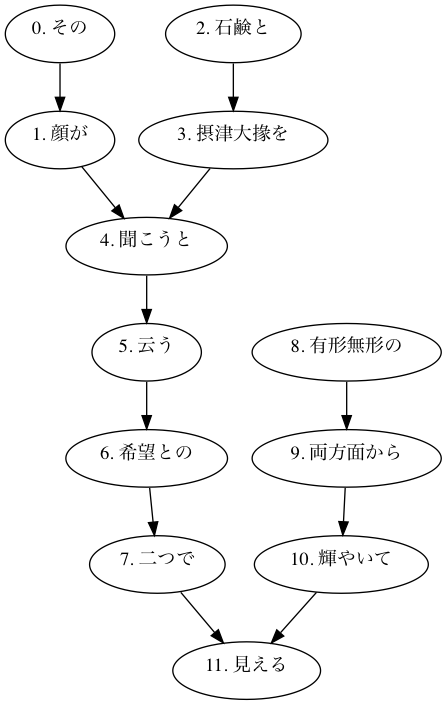 0. その
2. 石鹸と
1. 顔が
3. 摂津大掾を
4. 聞こうと
5. 云う
8. 有形無形の
6. 希望との
9. 両方面から
7. 二つで
10. 輝やいて
11. 見える